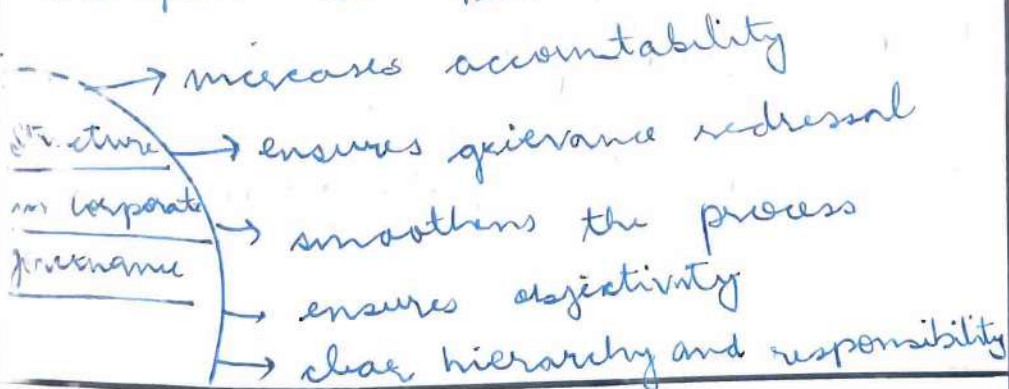 → increases accountability
Structure → ensures grievance redressal
in corporate → smoothens the process
governance
→ ensures objectivity
→ clear hierarchy and responsibility